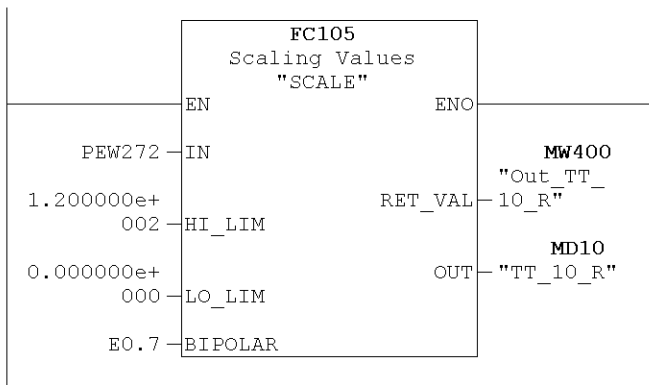 FC105
Scaling Values
"SCALE"
EN ENO
PEW272 IN MW400
"Out_TT_
1.200000e+ RET_VAL 10_R"
002 HI_LIM
MD10
0.000000e+ OUT "TT_10_R"
000 LO_LIM
E0.7 BIPOLAR